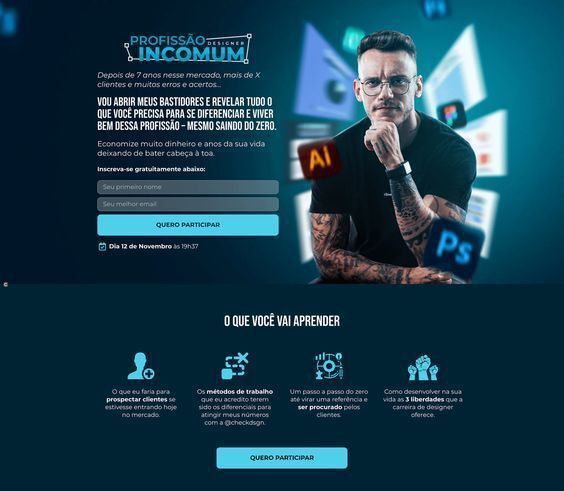 PROFISSÃO
DESIGNER
INCOMUM
Depois de 7 anos nesse mercado, mais de X
clientes e muitos erros e acertos...
VOU ABRIR MEUS BASTIDORES E REVELAR TUDO O
QUE VOCÊ PRECISA PARA SE DIFERENCIAR E VIVER
BEM DESSA PROFISSÃO – MESMO SAINDO DO ZERO.
Economize muito dinheiro e anos da sua vida
deixando de bater cabeça à toa.
Inscreva-se gratuitamente abaixo:
Seu primeiro nome
Seu melhor email
QUERO PARTICIPAR
Dia 12 de Novembro às 19h37
Ai
Ps
O QUE VOCÊ VAI APRENDER
O que eu faria para
prospectar clientes se
estivesse entrando hoje
no mercado.
Os métodos de trabalho
que eu acredito terem
sido os diferenciais para
atingir meus números
com a @checkdsgn.
Um passo a passo do zero
até virar uma referência e
ser procurado pelos
clientes.
Como desenvolver na sua
vida as 3 liberdades que a
carreira de designer
oferece.
QUERO PARTICIPAR